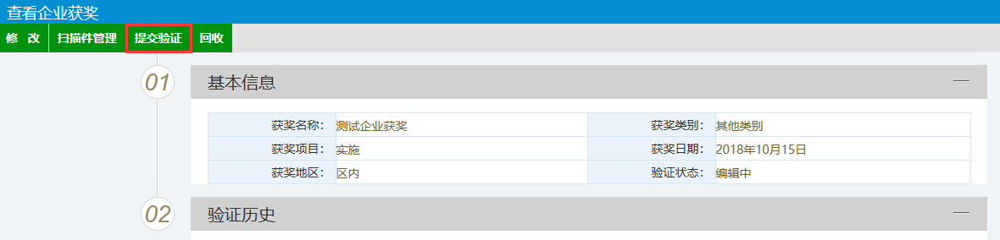 查看企业获奖
修 改 扫描件管理 提交验证 回收
01 基本信息
获奖名称： 测试企业获奖 获奖类别： 其他类别
获奖项目： 实施 获奖日期： 2018年10月15日
获奖地区： 区内 验证状态： 编辑中
02 验证历史